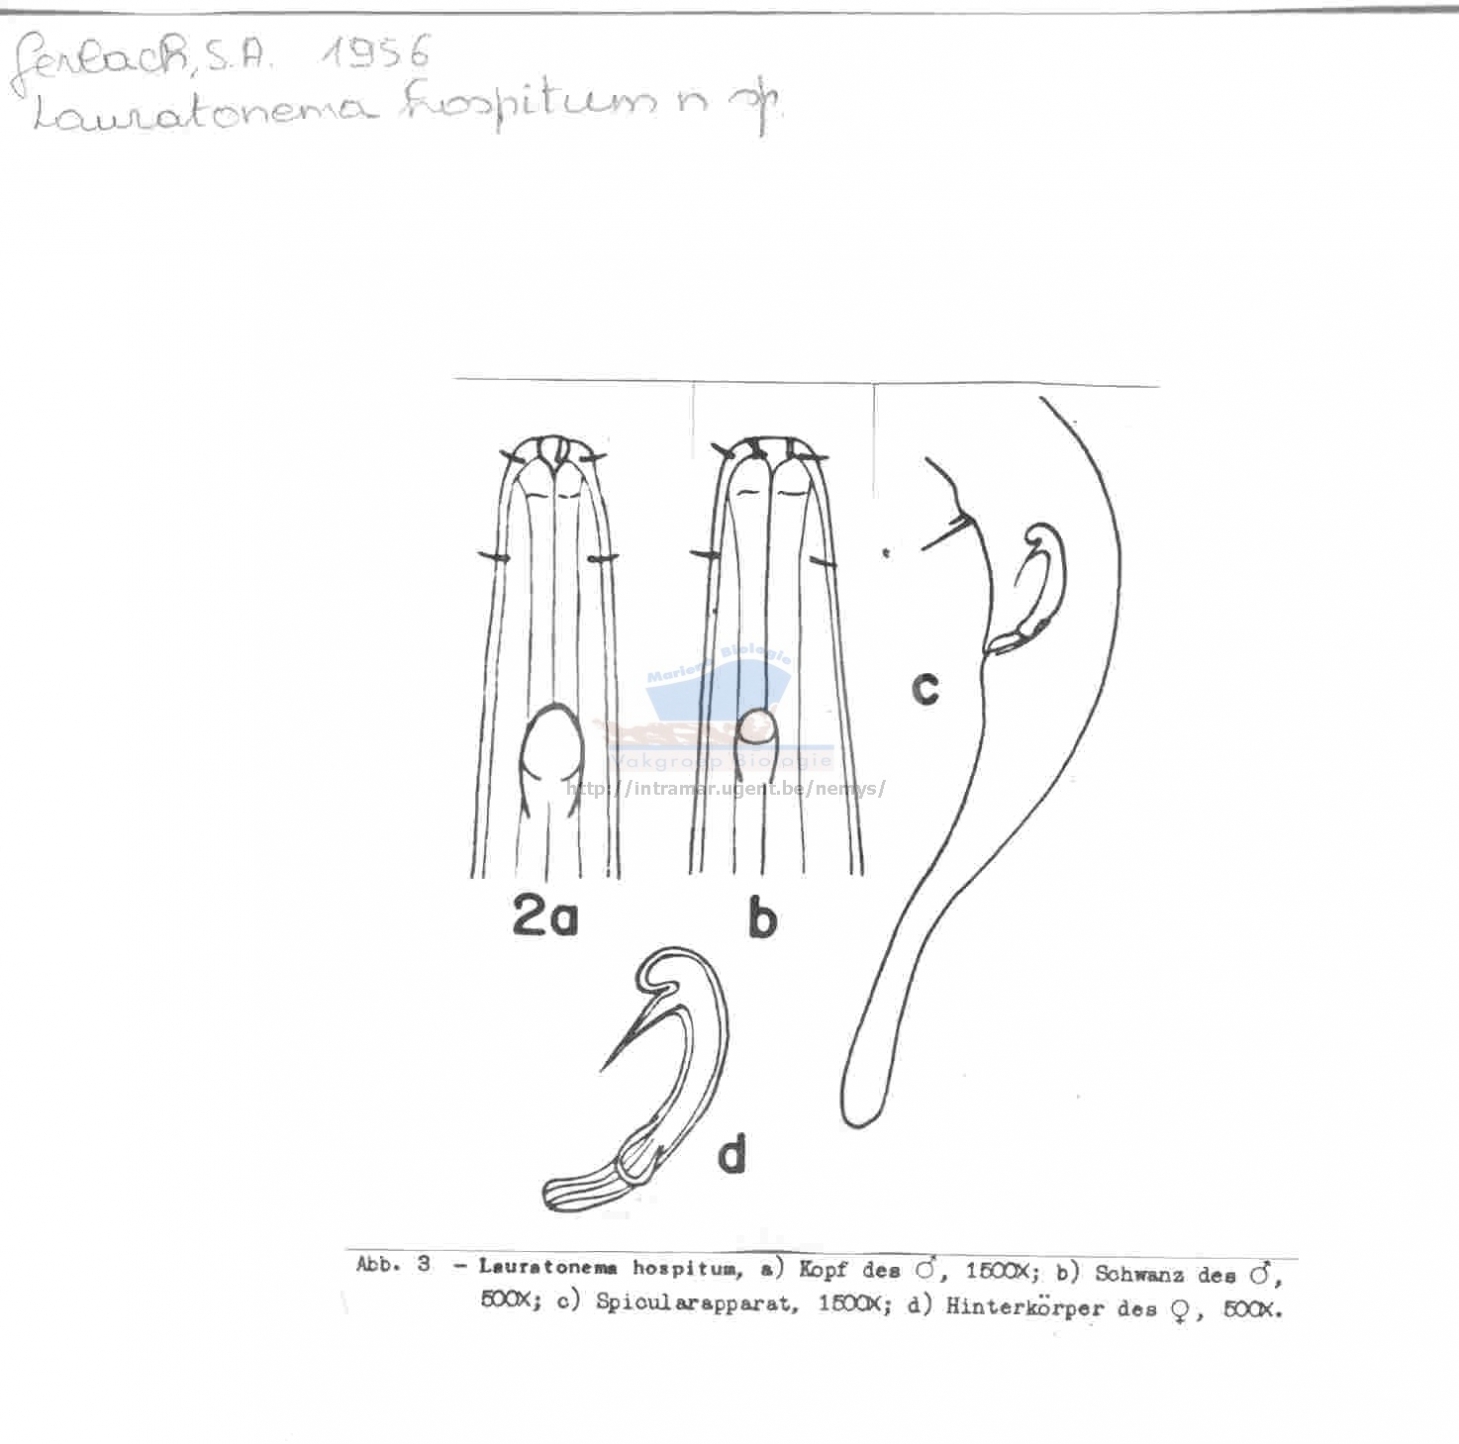 Gerlach, S.A. 1956
Lauratonema hospitum n sp.
Mariene Biologie
Vakgroep Biologie
http://intramar.ugent.be/nemys/
c
2a b
d
Abb. 3 - Lauratonema hospitum, a) Kopf des ♂, 1500X; b) Schwanz des ♂,
500X; c) Spicularapparat, 1500X; d) Hinterkörper des ♀, 500X.